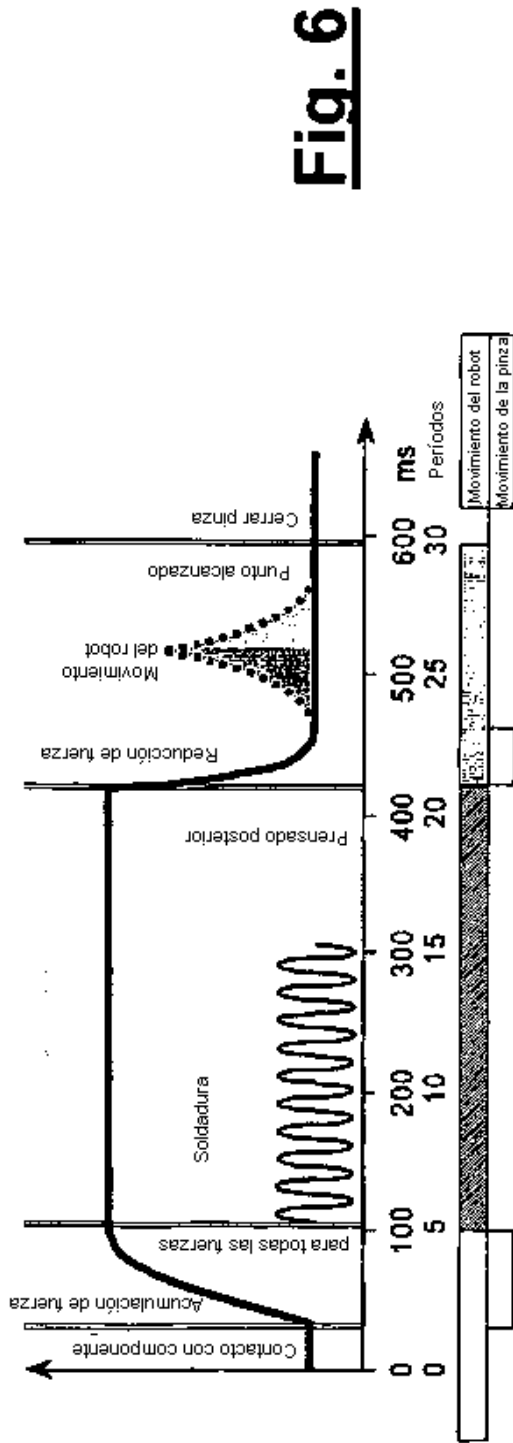 Fig. 6
Contacto con componente
Acumulación de fuerza
para todas las fuerzas
Soldadura
Prensado posterior
Reducción de fuerza
Movimiento
del robot
Punto alcanzado
Cerrar pinza
0 100 200 300 400 500 600 ms
0 5 10 15 20 25 30 Períodos
Movimiento del robot
Movimiento de la pinza